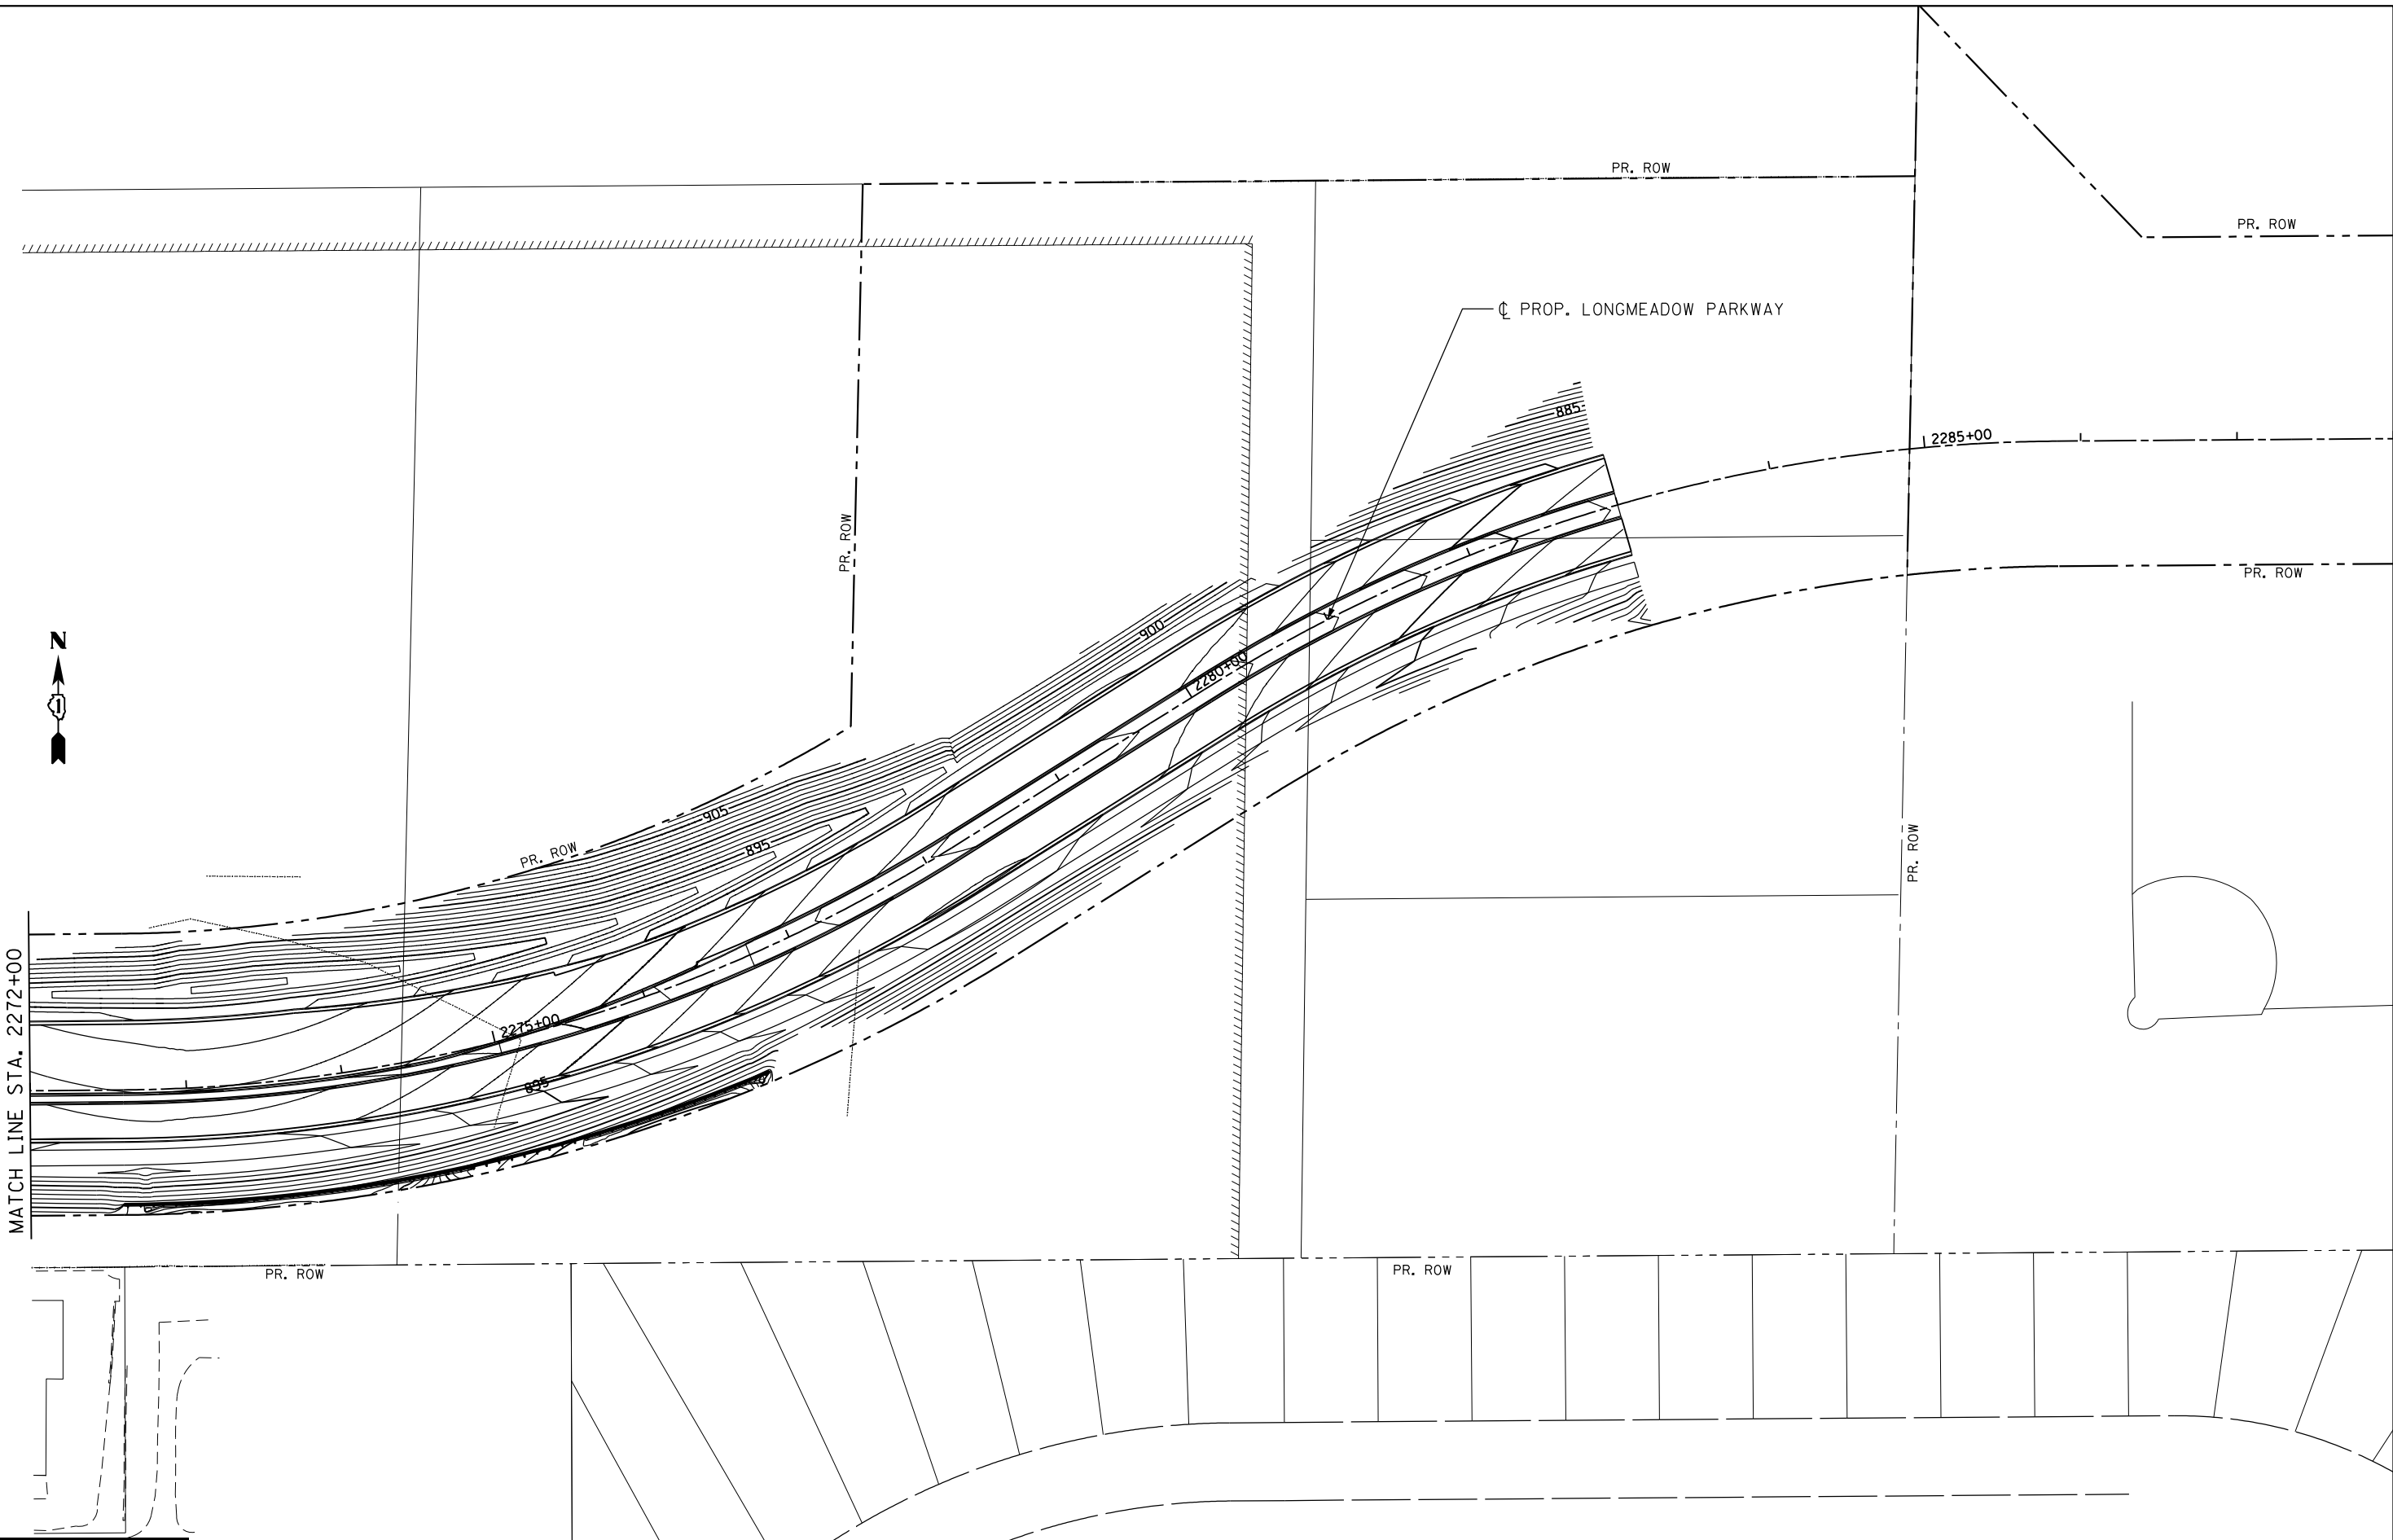 PR. ROW
PR. ROW
℄ PROP. LONGMEADOW PARKWAY
885
2285+00
PR. ROW
PR. ROW
N
1
900
2280+00
905
895
PR. ROW
PR. ROW
2275+00
895
MATCH LINE STA. 2272+00
PR. ROW
PR. ROW